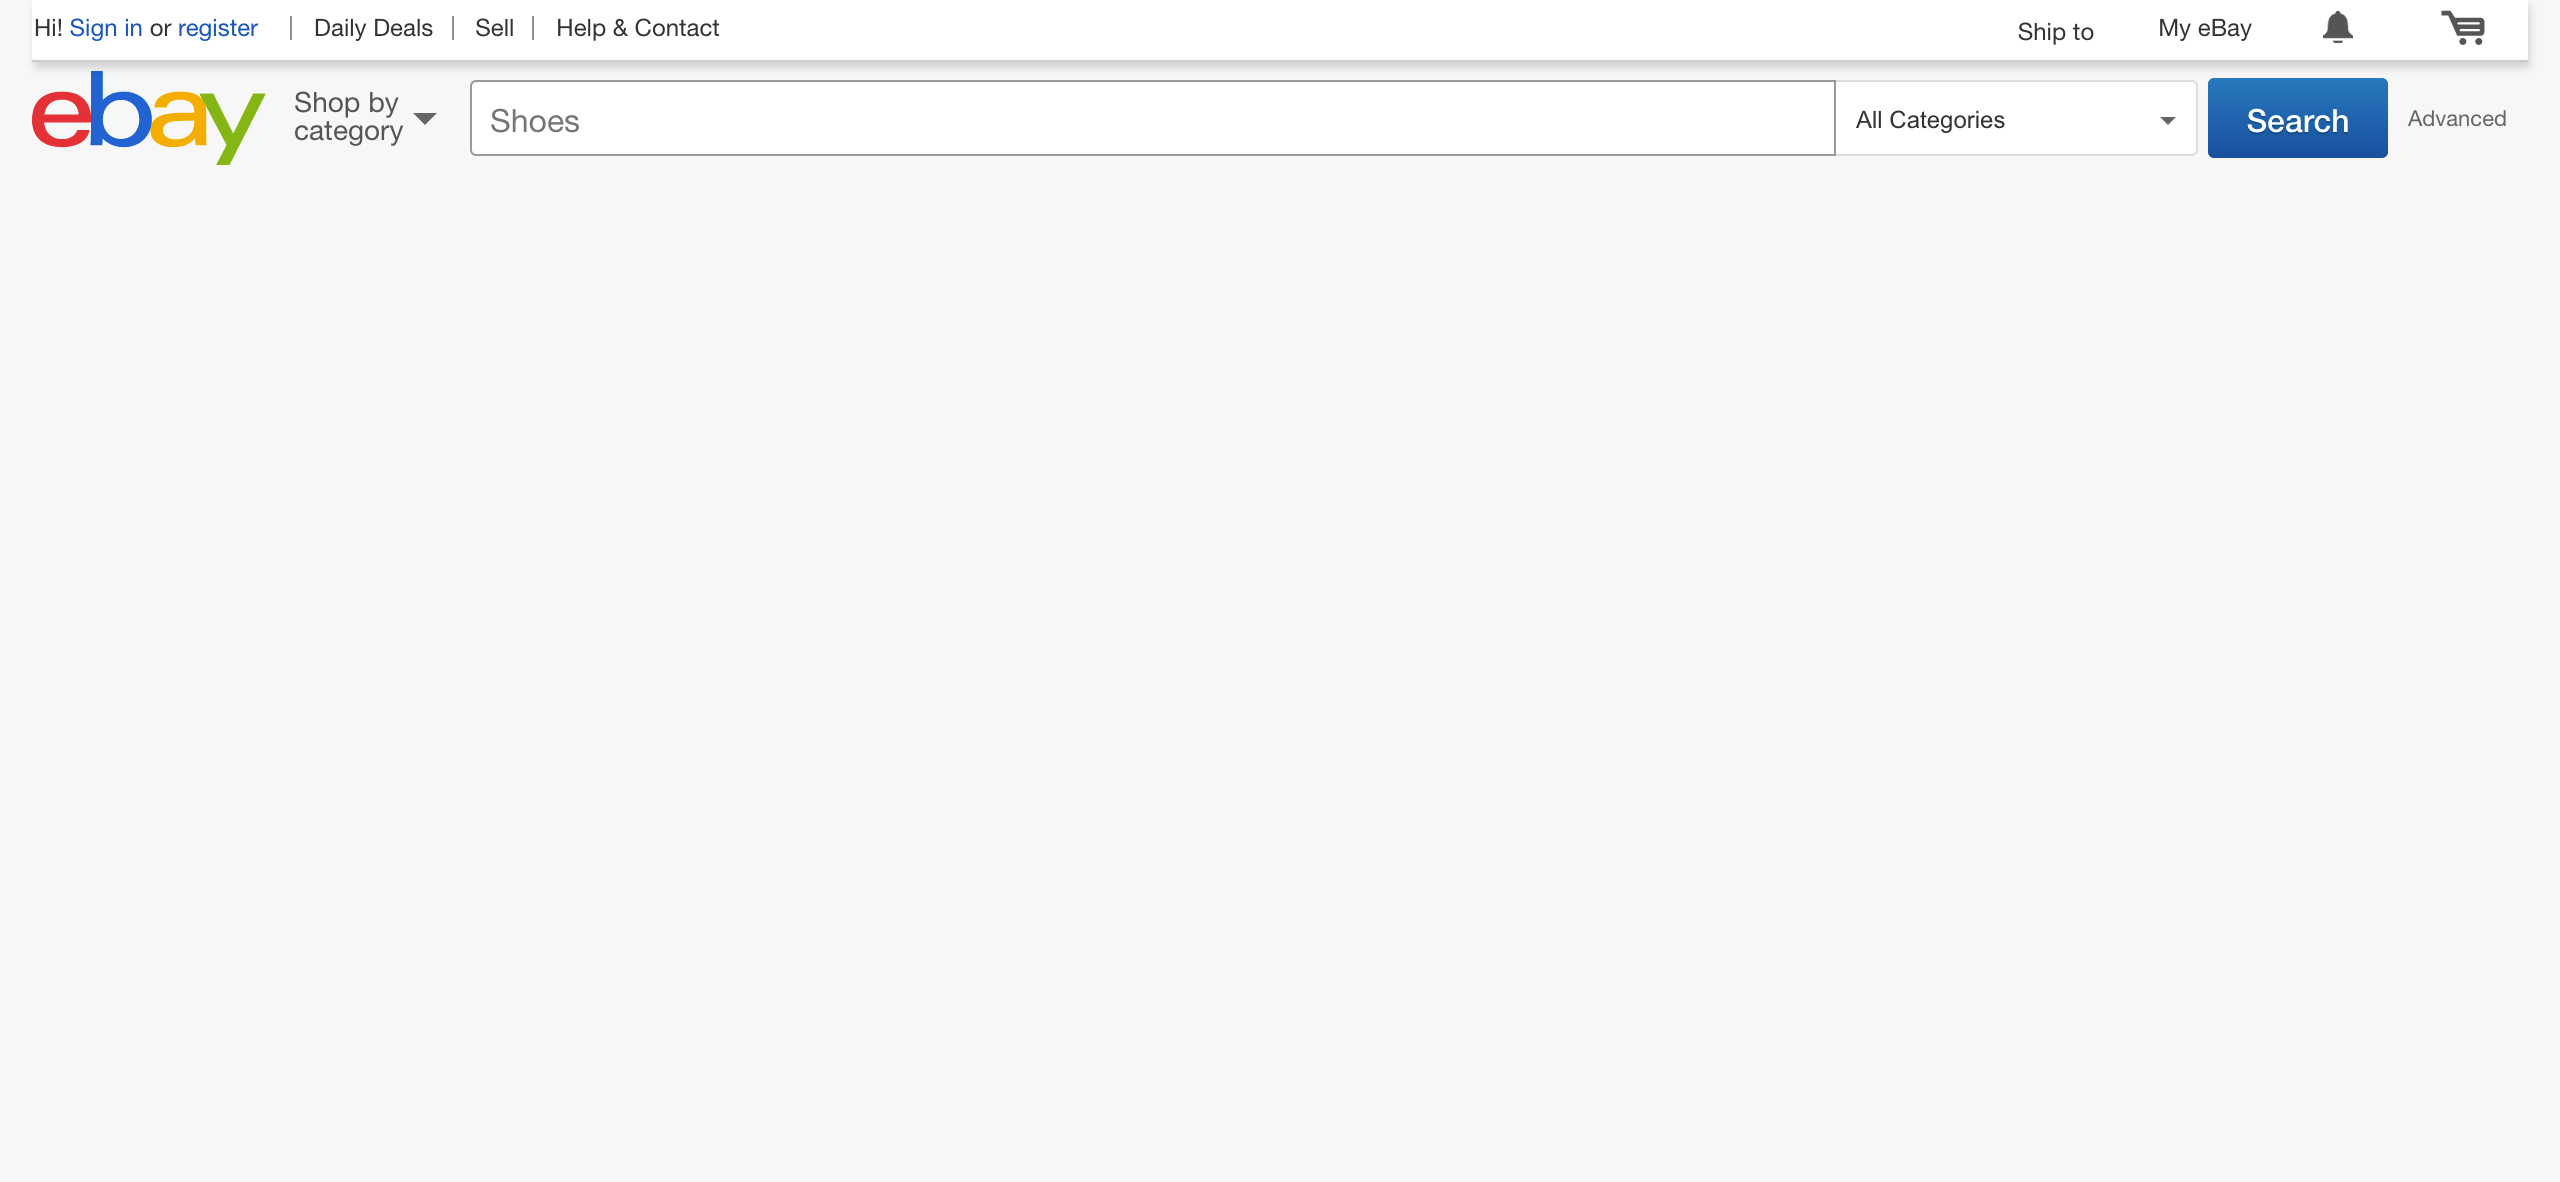 Hi! Sign in or register | Daily Deals | Sell | Help & Contact
Ship to My eBay
ebay
Shop by
category
Shoes
All Categories
Search
Advanced